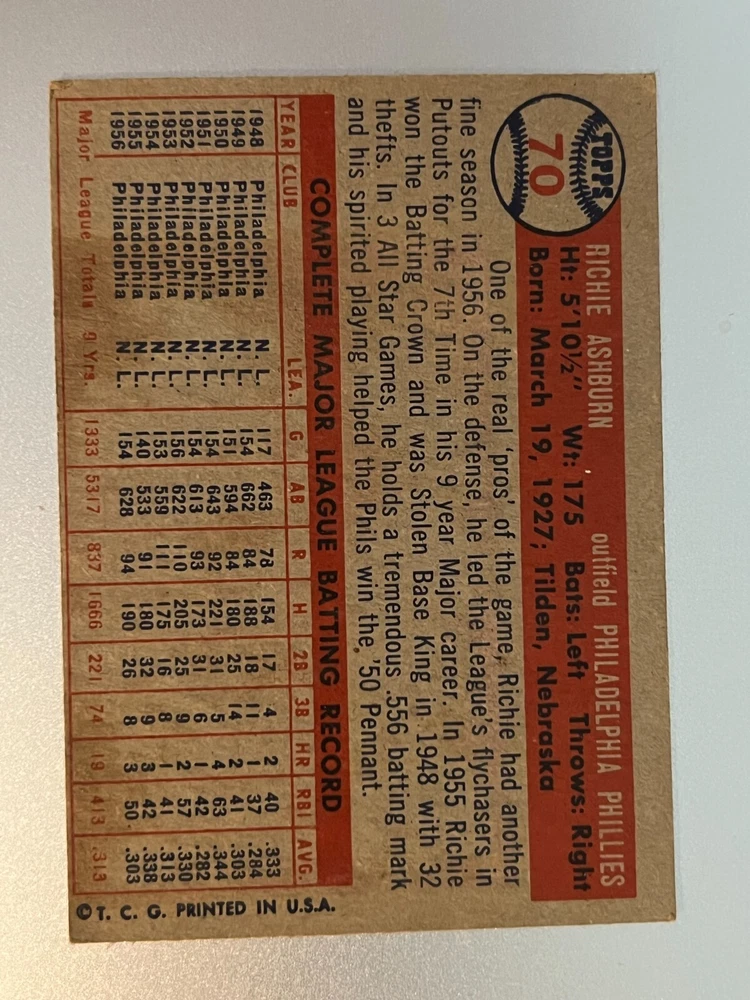 TOPPS
70
RICHIE ASHBURN outfield PHILADELPHIA PHILLIES
Ht: 5'10½" Wt: 175 Bats: Left Throws: Right
Born: March 19, 1927; Tilden, Nebraska
One of the real 'pros' of the game, Richie had another
fine season in 1956. On the defense, he led the League's flychasers in
Putouts for the 7th Time in his 9 year Major career. In 1955 Richie
won the Batting Crown and was Stolen Base King in 1948 with 32
thefts. In 3 All Star Games, he holds a tremendous .556 batting mark
and his spirited playing helped the Phils win the '50 Pennant.
COMPLETE MAJOR LEAGUE BATTING RECORD
YEAR CLUB LEA. G AB R H 2B 3B HR RBI AVG.
1948 Philadelphia N. L. 117 463 78 154 17 4 2 40 .333
1949 Philadelphia N. L. 154 662 84 188 18 11 1 37 .284
1950 Philadelphia N. L. 151 594 84 180 25 14 2 41 .303
1951 Philadelphia N. L. 154 643 92 221 31 5 4 63 .344
1952 Philadelphia N. L. 154 613 93 173 31 6 1 42 .282
1953 Philadelphia N. L. 156 622 110 205 25 9 2 57 .330
1954 Philadelphia N. L. 153 559 111 175 16 8 1 41 .313
1955 Philadelphia N. L. 140 533 91 180 32 9 3 42 .338
1956 Philadelphia N. L. 154 628 94 190 26 8 3 50 .303
Major League Totals 9 Yrs. 1333 5317 837 1666 221 74 19 413 .313
©T. C. G. PRINTED IN U.S.A.